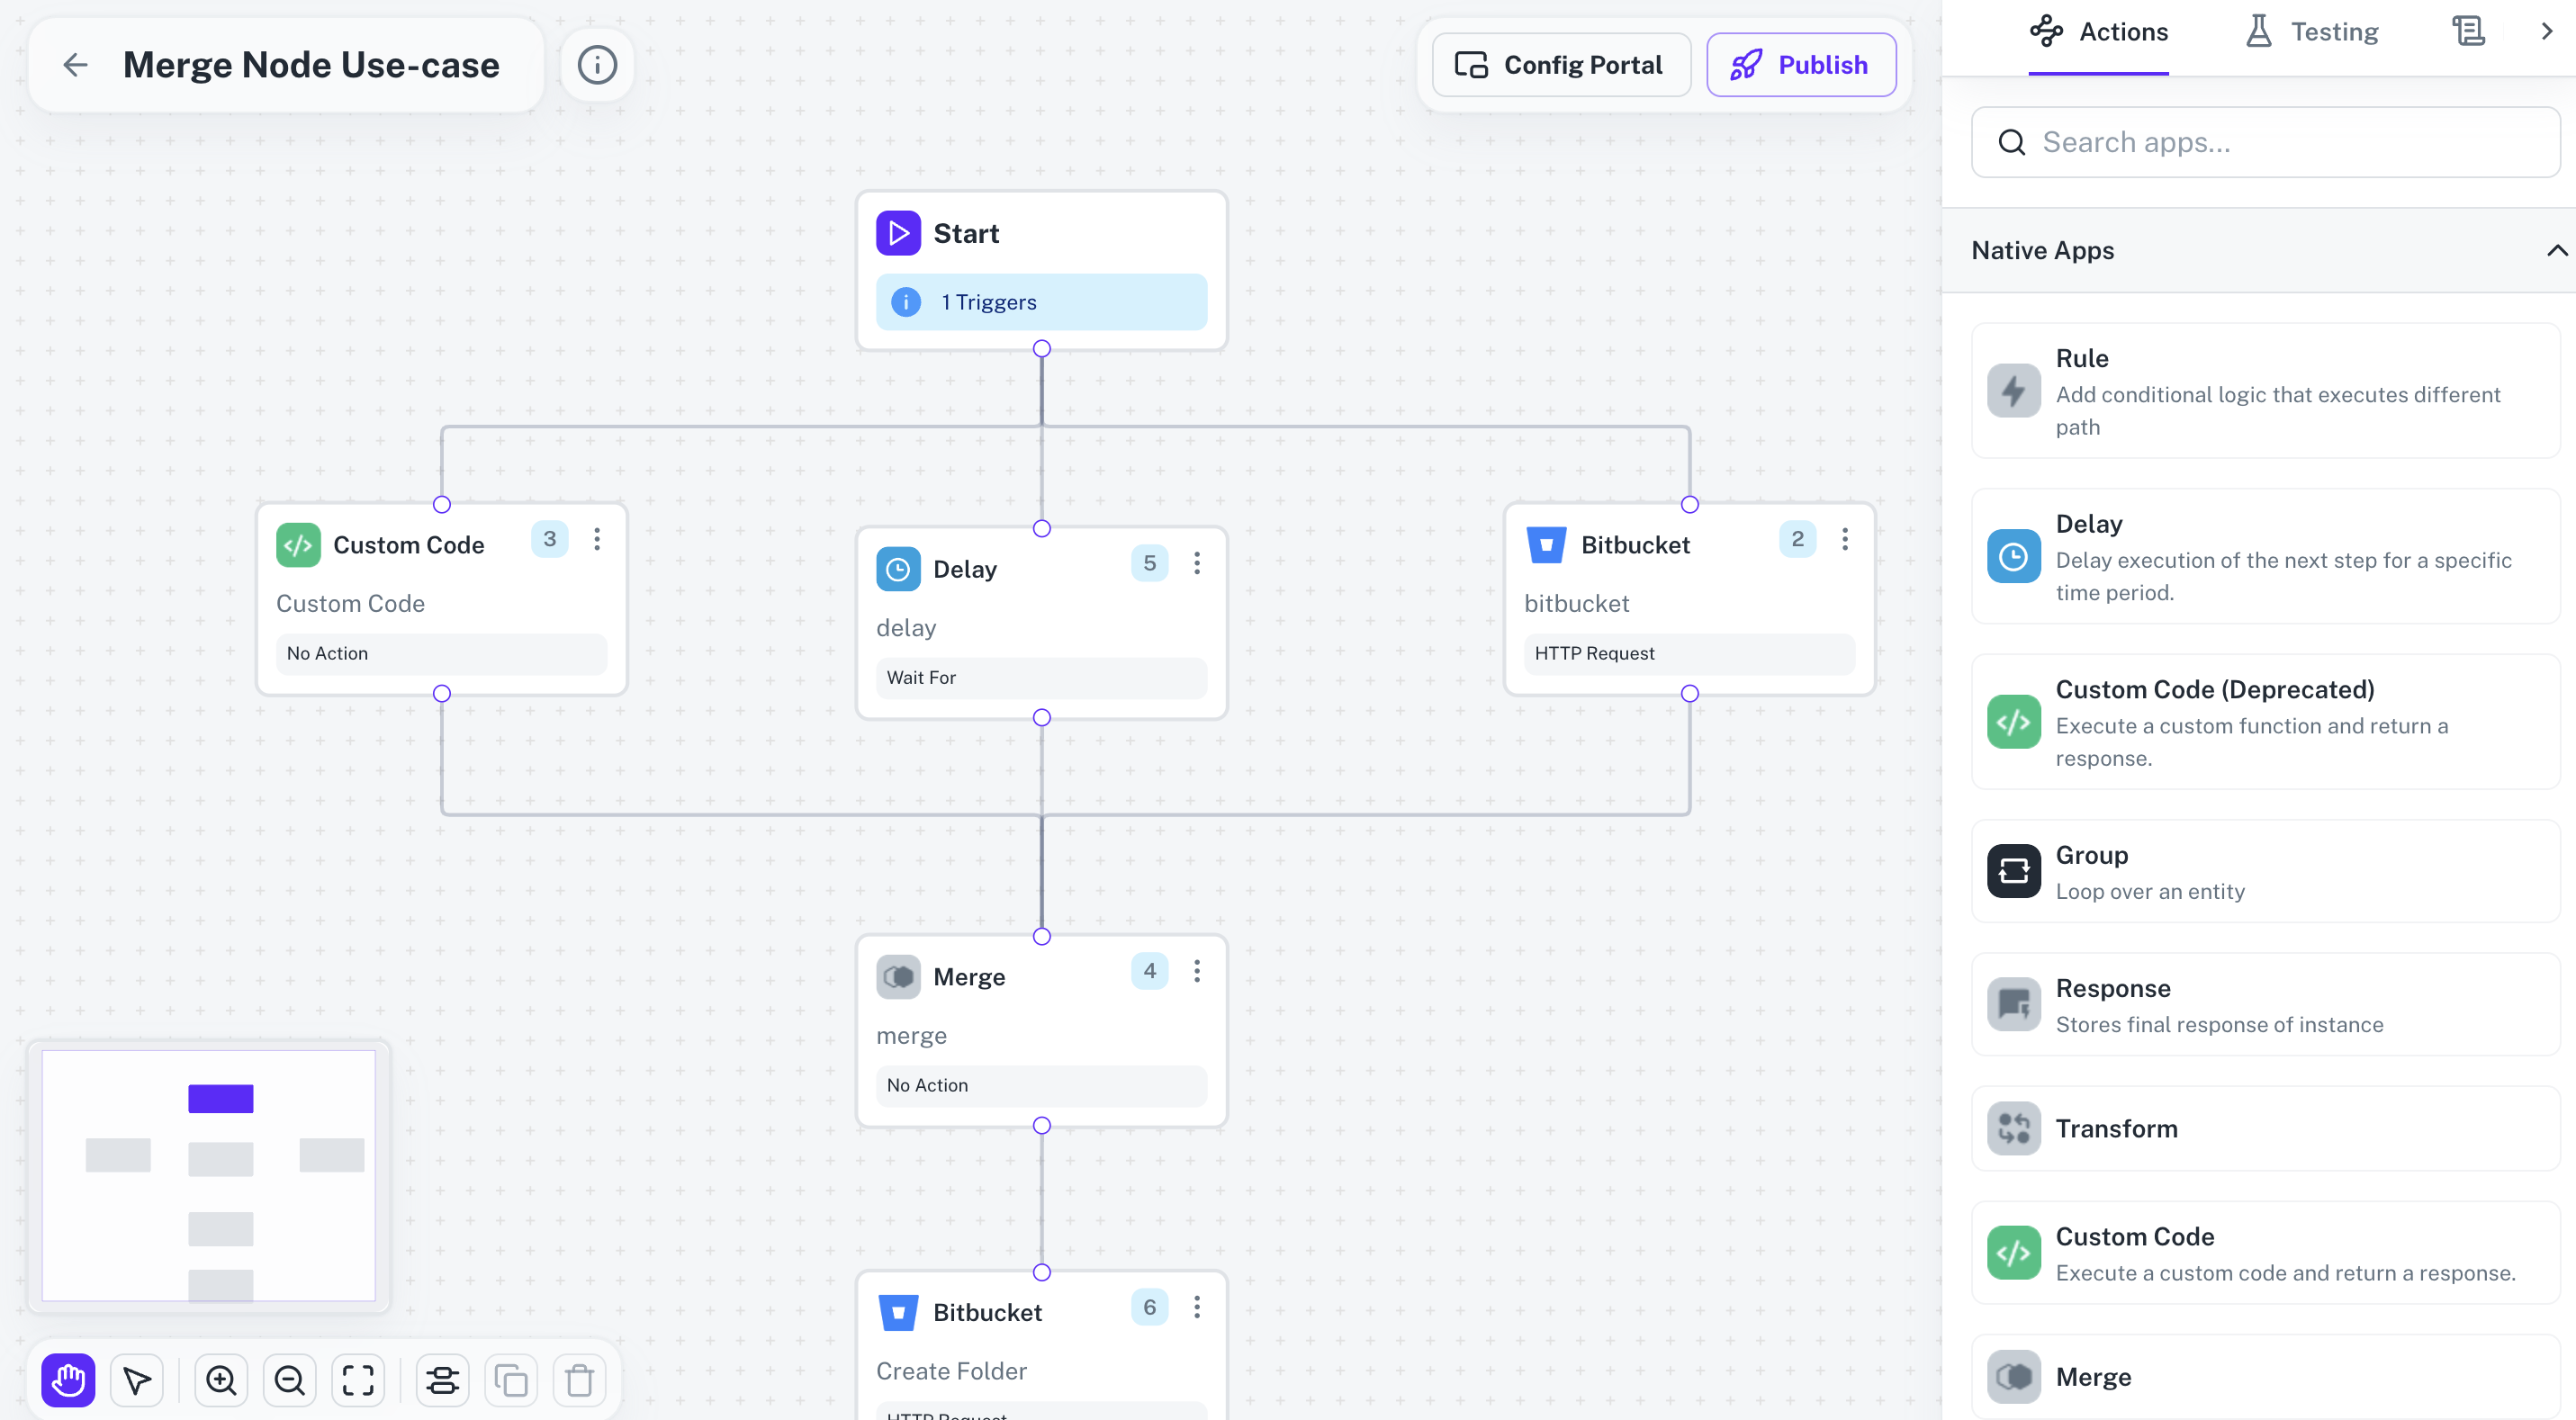 Merge Node Use-case
Config Portal
Publish
Actions
Testing
Search apps...
Native Apps
Start
1 Triggers
Custom Code
3
Custom Code
No Action
Delay
5
delay
Wait For
Bitbucket
2
bitbucket
HTTP Request
Merge
4
merge
No Action
Bitbucket
6
Create Folder
HTTP Request
Rule
Add conditional logic that executes different
path
Delay
Delay execution of the next step for a specific
time period.
Custom Code (Deprecated)
Execute a custom function and return a
response.
Group
Loop over an entity
Response
Stores final response of instance
Transform
Custom Code
Execute a custom code and return a response.
Merge